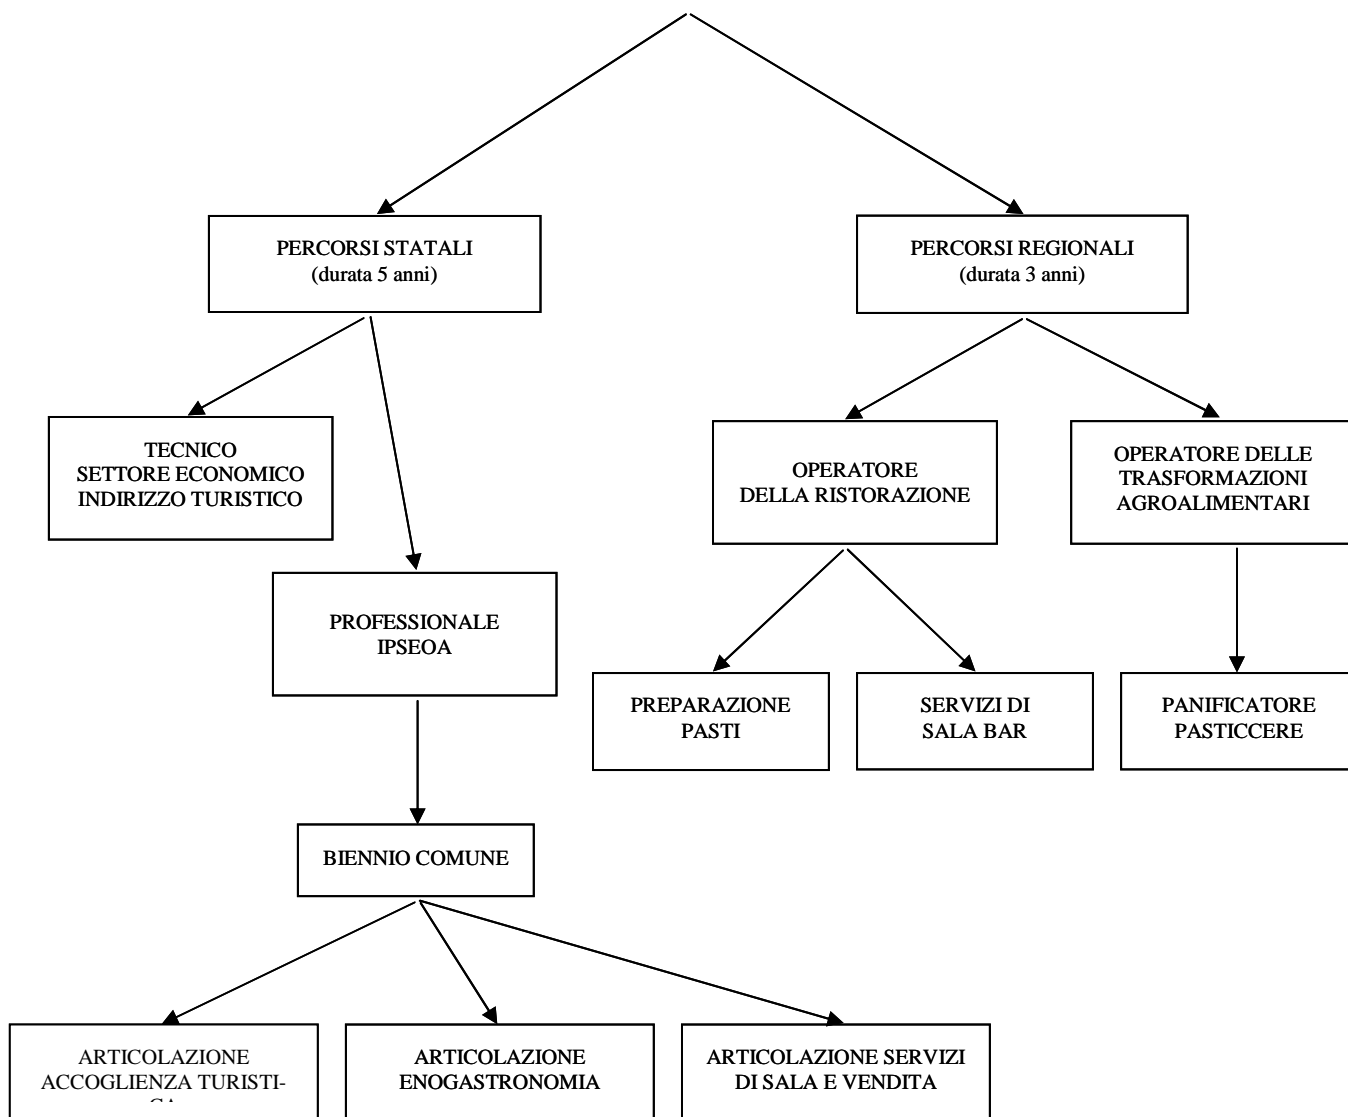 PERCORSI STATALI
(durata 5 anni)
PERCORSI REGIONALI
(durata 3 anni)
TECNICO
SETTORE ECONOMICO
INDIRIZZO TURISTICO
OPERATORE
DELLA RISTORAZIONE
OPERATORE DELLE
TRASFORMAZIONI
AGROALIMENTARI
PROFESSIONALE
IPSEOA
PREPARAZIONE
PASTI
SERVIZI DI
SALA BAR
PANIFICATORE
PASTICCERE
BIENNIO COMUNE
ARTICOLAZIONE
ACCOGLIENZA TURISTI-
CA
ARTICOLAZIONE
ENOGASTRONOMIA
ARTICOLAZIONE SERVIZI
DI SALA E VENDITA